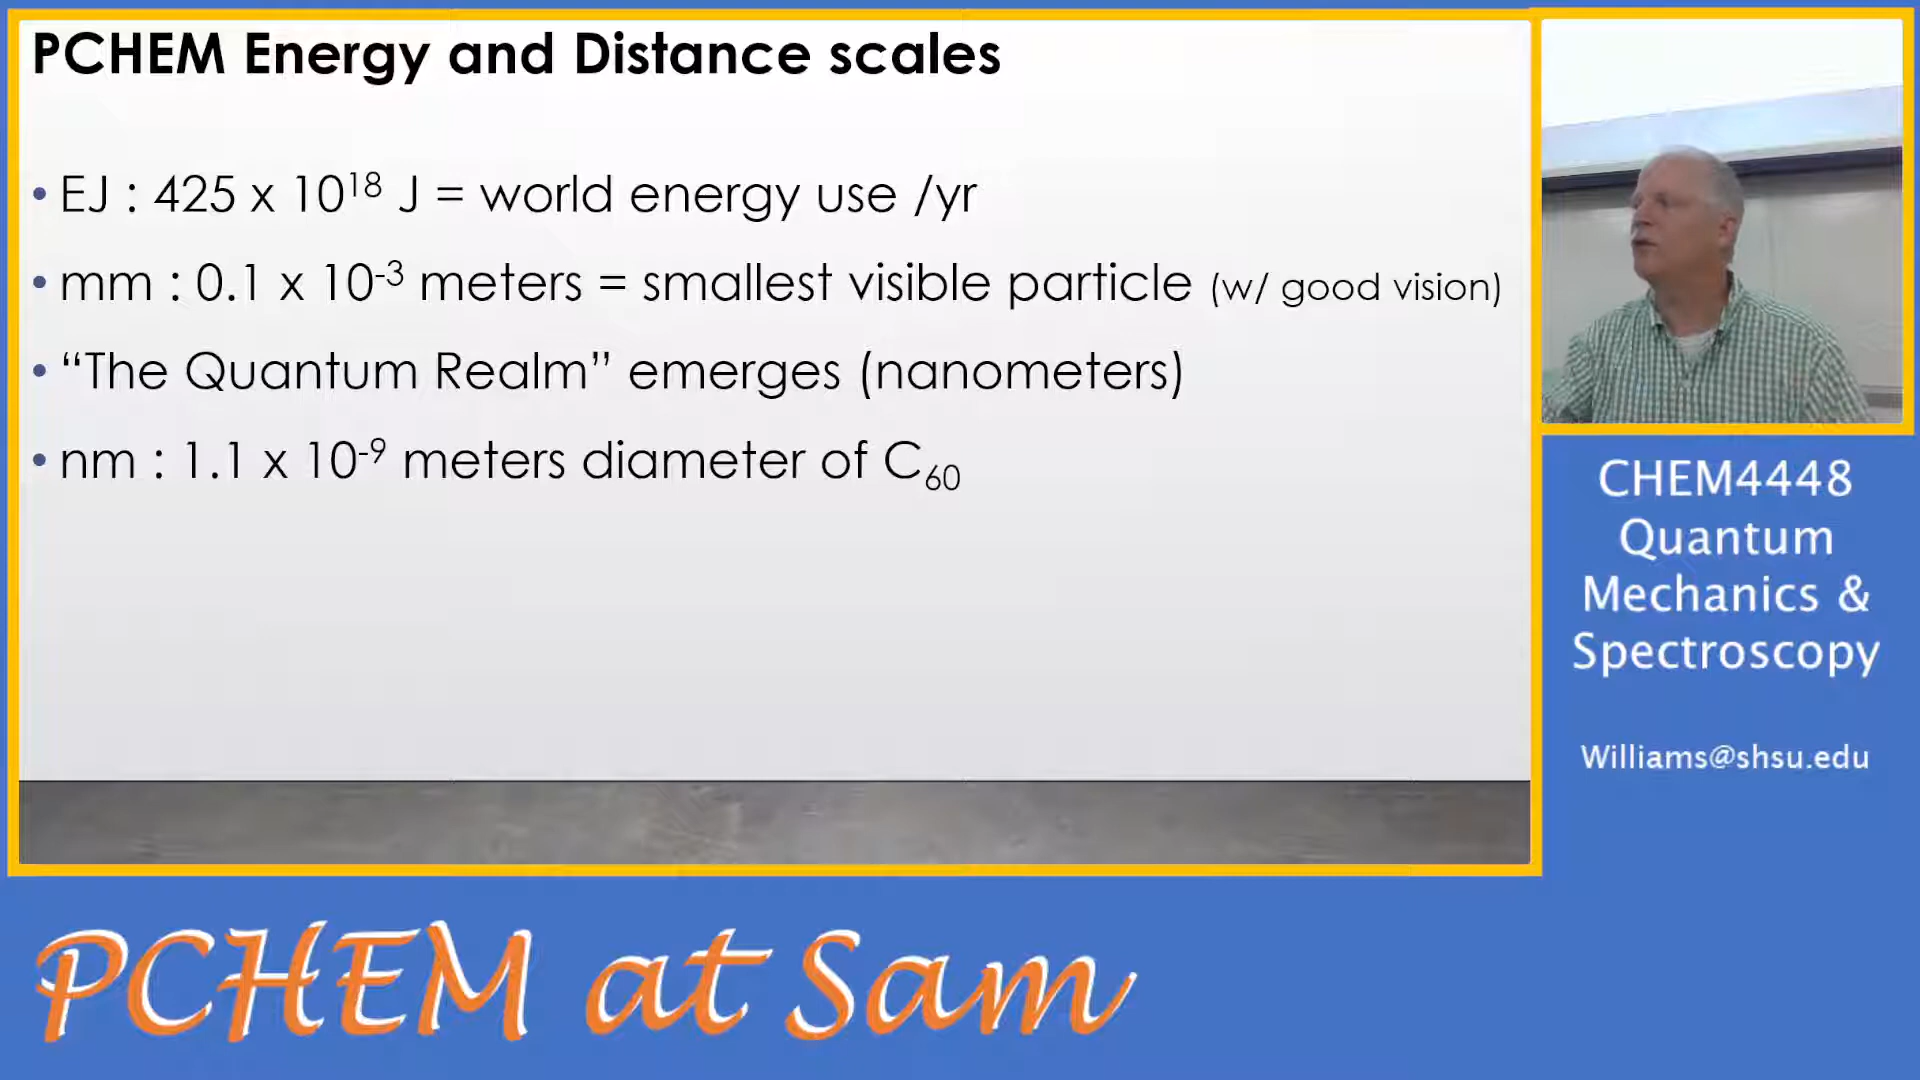 PCHEM Energy and Distance scales
• EJ : 425 x 10¹⁸ J = world energy use /yr
• mm : 0.1 x 10⁻³ meters = smallest visible particle (w/ good vision)
• “The Quantum Realm” emerges (nanometers)
• nm : 1.1 x 10⁻⁹ meters diameter of C₆₀
CHEM4448
Quantum
Mechanics &
Spectroscopy
Williams@shsu.edu
PCHEM at Sam